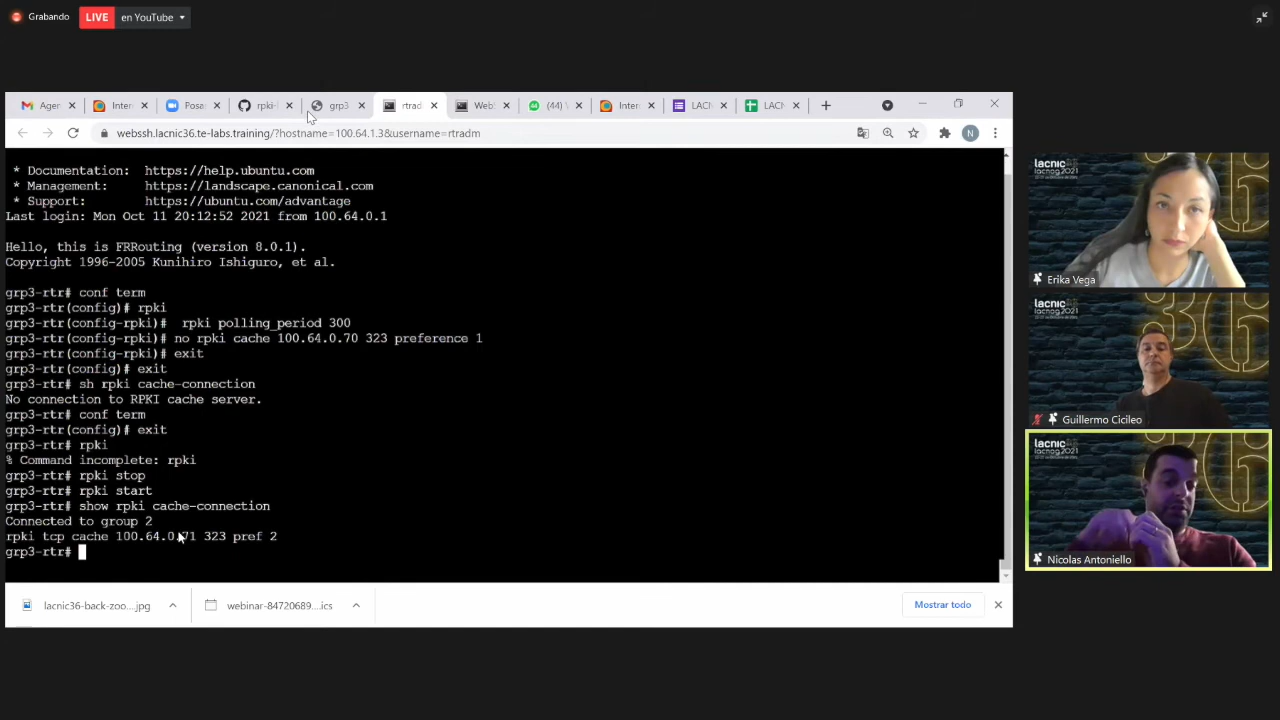 Grabando
LIVE en YouTube
Agen
Inter
Posa
rpki-l
grp3
rtrad
WebS
(44) V
Inter
LACN
LACN
webssh.lacnic36.te-labs.training/?hostname=100.64.1.3&username=rtradm
N
* Documentation: https://help.ubuntu.com
* Management: https://landscape.canonical.com
* Support: https://ubuntu.com/advantage
Last login: Mon Oct 11 20:12:52 2021 from 100.64.0.1
Hello, this is FRRouting (version 8.0.1).
Copyright 1996-2005 Kunihiro Ishiguro, et al.
grp3-rtr# conf term
grp3-rtr(config)# rpki
grp3-rtr(config-rpki)# rpki polling_period 300
grp3-rtr(config-rpki)# no rpki cache 100.64.0.70 323 preference 1
grp3-rtr(config-rpki)# exit
grp3-rtr(config)# exit
grp3-rtr# sh rpki cache-connection
No connection to RPKI cache server.
grp3-rtr# conf term
grp3-rtr(config)# exit
grp3-rtr# rpki
% Command incomplete: rpki
grp3-rtr# rpki stop
grp3-rtr# rpki start
grp3-rtr# show rpki cache-connection
Connected to group 2
rpki tcp cache 100.64.0.71 323 pref 2
grp3-rtr#
lacnic36-back-zoo....jpg
webinar-84720689....ics
Mostrar todo
lacnic
lacnog 2021
Erika Vega
lacnic
lacnog 2021
Guillermo Cicileo
lacnic
lacnog 2021
Nicolas Antoniello